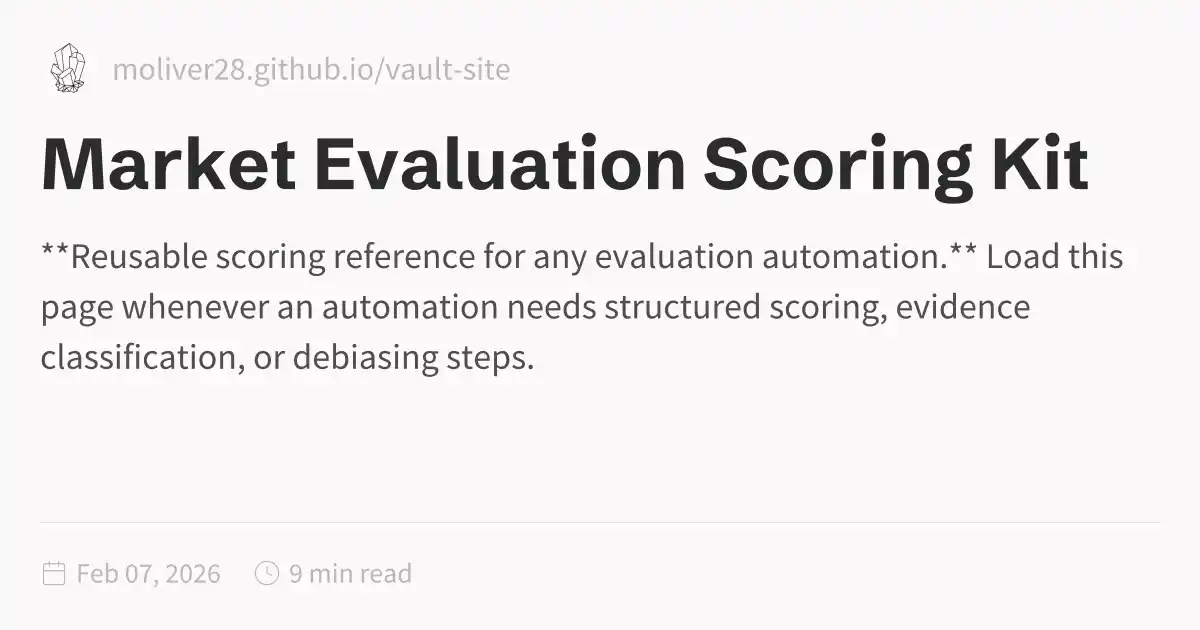 moliver28.github.io/vault-site
Market Evaluation Scoring Kit
**Reusable scoring reference for any evaluation automation.** Load this
page whenever an automation needs structured scoring, evidence
classification, or debiasing steps.
Feb 07, 2026 9 min read